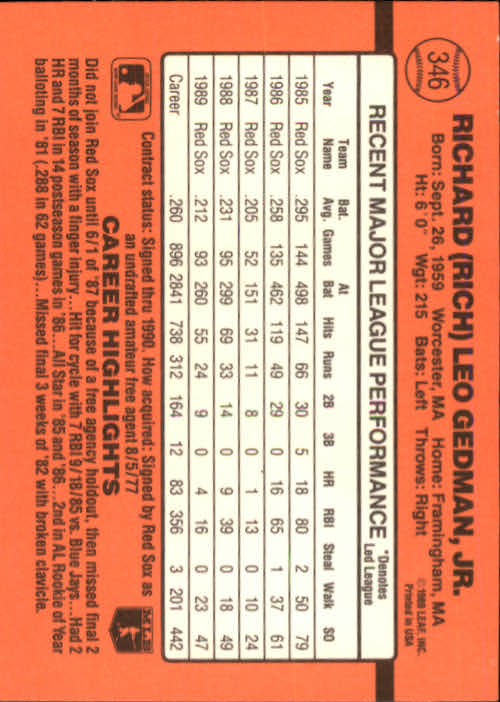 346
RICHARD (RICH) LEO GEDMAN, JR.
Born: Sept. 26, 1959 Worcester, MA Home: Framingham, MA
Ht: 6'0" Wgt: 215 Bats: Left Throws: Right
©1989 LEAF, INC.
Printed in USA
RECENT MAJOR LEAGUE PERFORMANCE *Denotes Led League
Year Team Name Bat. Avg. Games At Bat Hits Runs 2B 3B HR RBI Steal Walk SO
1985 Red Sox .295 144 498 147 66 30 5 18 80 2 50 79
1986 Red Sox .258 135 462 119 49 29 0 16 65 1 37 61
1987 Red Sox .205 52 151 31 11 8 0 1 13 0 10 24
1988 Red Sox .231 95 299 69 33 14 0 9 39 0 18 49
1989 Red Sox .212 93 260 55 24 9 0 4 16 0 23 47
Career .260 896 2841 738 312 164 12 83 356 3 201 442
Contract status: Signed thru 1990. How acquired: Signed by Red Sox as
an undrafted amateur free agent 8/5/77
MLB
CAREER HIGHLIGHTS
Did not join Red Sox until 6/1 of '87 because of a free agency holdout, then missed final 2
months of season with a finger injury...Hit for cycle with 7 RBI 9/18/85 vs. Blue Jays...Had 2
HR and 7 RBI in 14 postseason games in '86...All Star in '85 and '86...2nd in AL Rookie of Year
balloting in '81 (.288 in 62 games)...Missed final 3 weeks of '82 with broken clavicle.